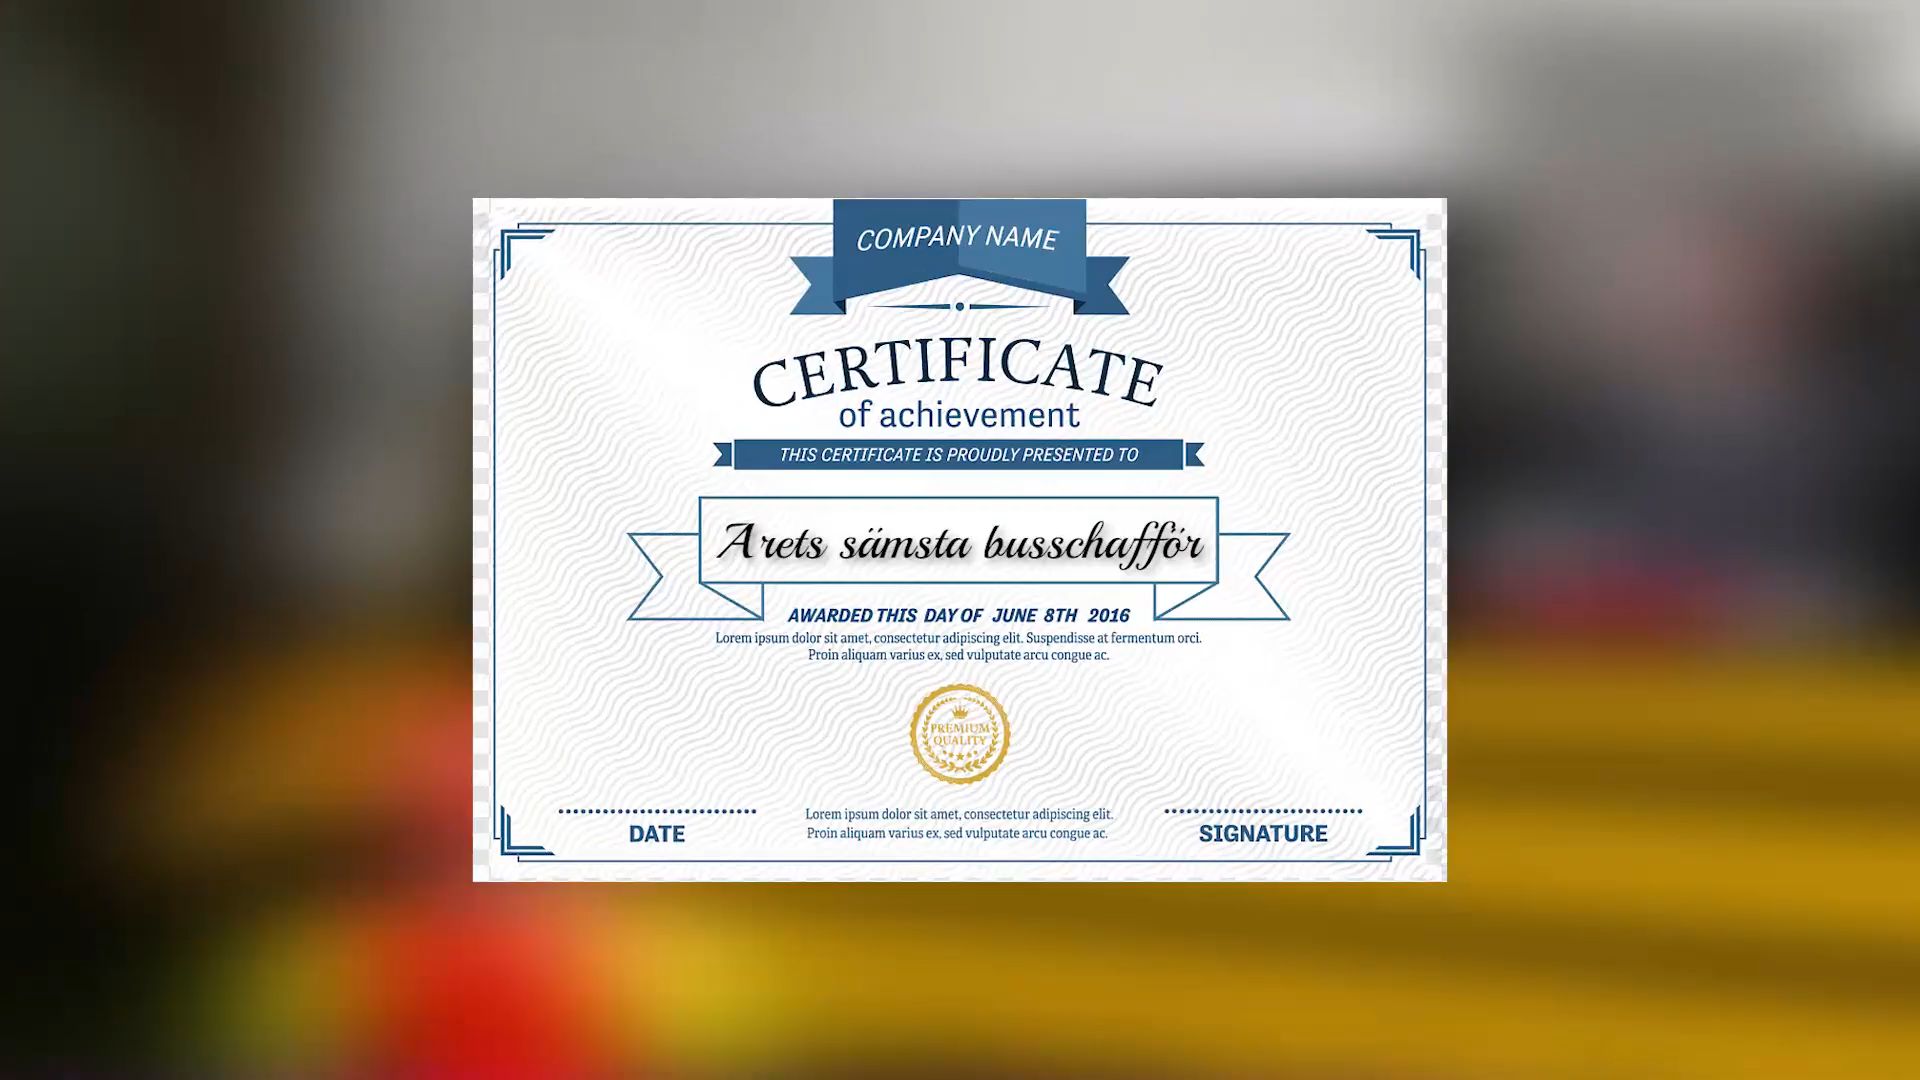 COMPANY NAME
CERTIFICATE
of achievement
THIS CERTIFICATE IS PROUDLY PRESENTED TO
Arets sämsta busschafför
AWARDED THIS DAY OF JUNE 8TH 2016
Lorem ipsum dolor sit amet, consectetur adipiscing elit. Suspendisse at fermentum orci.
Proin aliquam varius ex, sed vulputate arcu congue ac.
PREMIUM
QUALITY
Lorem ipsum dolor sit amet, consectetur adipiscing elit.
Proin aliquam varius ex, sed vulputate arcu congue ac.
DATE
SIGNATURE